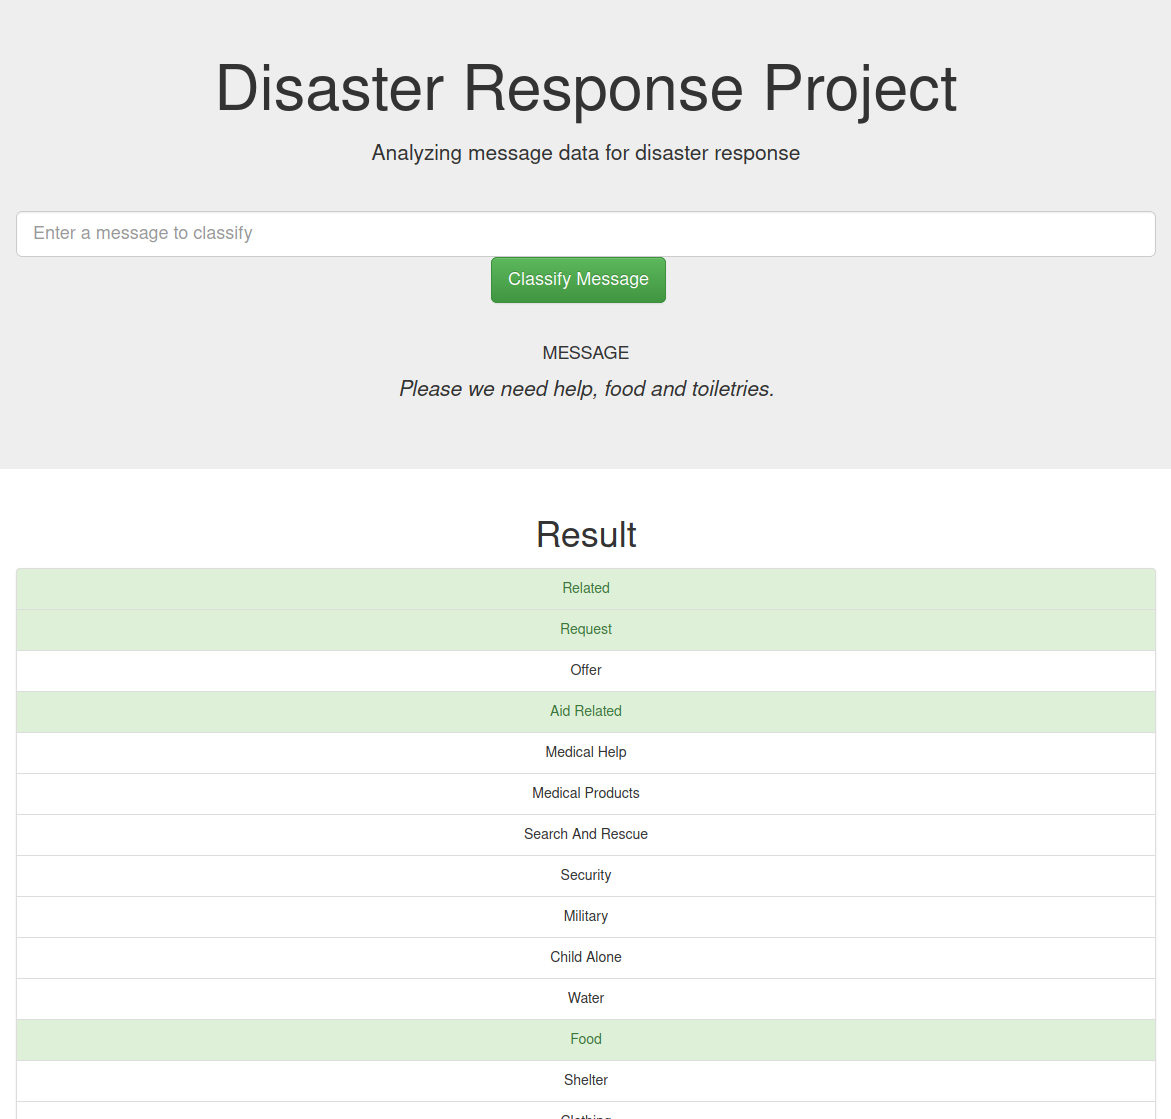 Disaster Response Project
Analyzing message data for disaster response
Enter a message to classify
Classify Message
MESSAGE
Please we need help, food and toiletries.
Result
Related
Request
Offer
Aid Related
Medical Help
Medical Products
Search And Rescue
Security
Military
Child Alone
Water
Food
Shelter